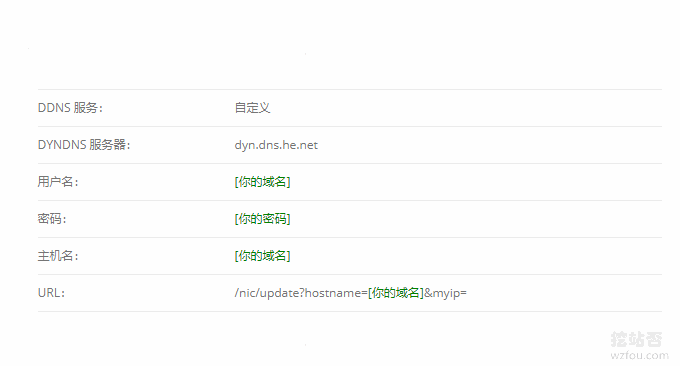 DDNS 服务： 自定义
DYNDNS 服务器： dyn.dns.he.net
用户名： [你的域名]
密码： [你的密码]
主机名： [你的域名]
URL： /nic/update?hostname=[你的域名]&myip=
挖站否
wzfou.com